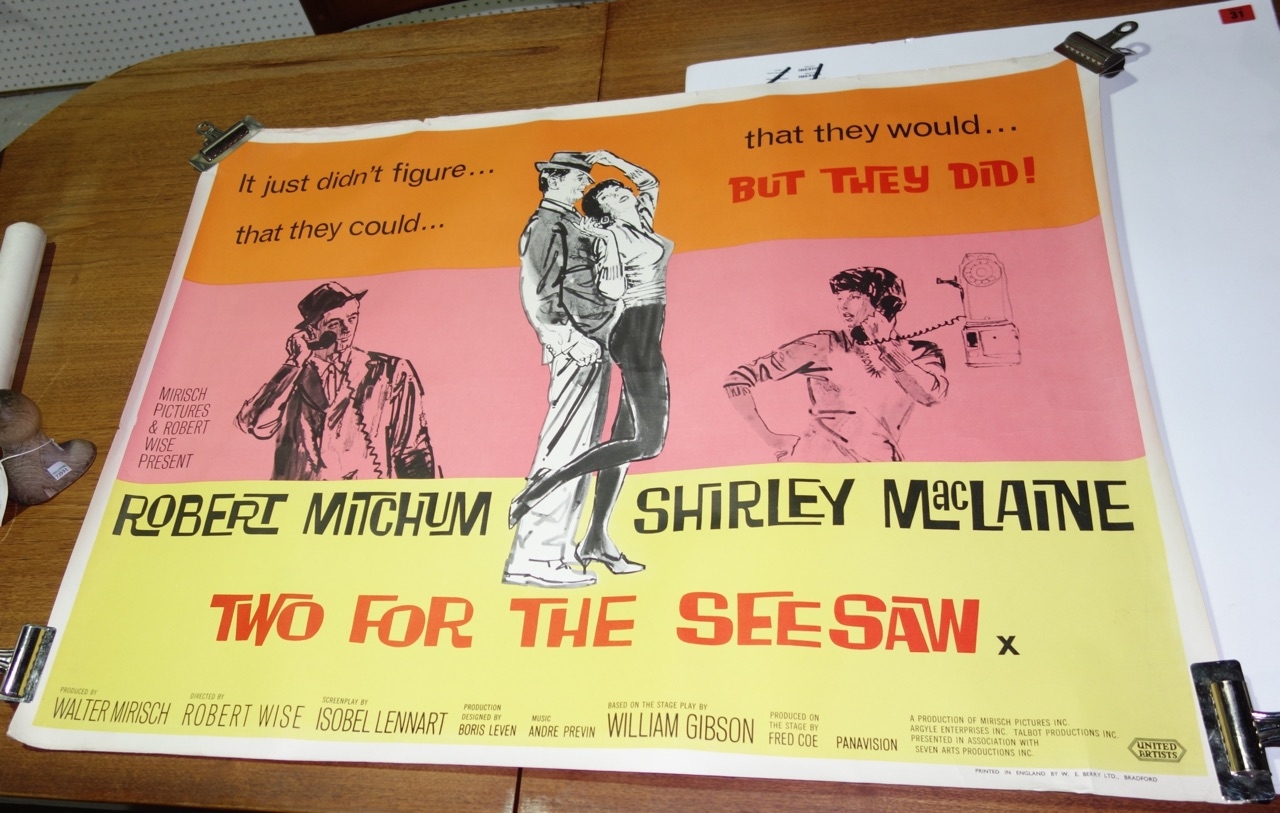 31
It just didn't figure...
that they could...
that they would...
BUT THEY DID!
MIRISCH
PICTURES
& ROBERT
WISE
PRESENT
ROBERT MITCHUM
SHIRLEY MacLAINE
TWO FOR THE SEESAW x
PRODUCED BY
WALTER MIRISCH
DIRECTED BY
ROBERT WISE
SCREENPLAY BY
ISOBEL LENNART
PRODUCTION
DESIGNED BY
BORIS LEVEN
MUSIC
ANDRE PREVIN
BASED ON THE STAGE PLAY BY
WILLIAM GIBSON
PRODUCED ON
THE STAGE BY
FRED COE
PANAVISION
A PRODUCTION OF MIRISCH PICTURES INC.
ARGYLE ENTERPRISES INC. TALBOT PRODUCTIONS INC.
PRESENTED IN ASSOCIATION WITH
SEVEN ARTS PRODUCTIONS INC.
UNITED
ARTISTS
PRINTED IN ENGLAND BY W. E. BERRY LTD., BRADFORD